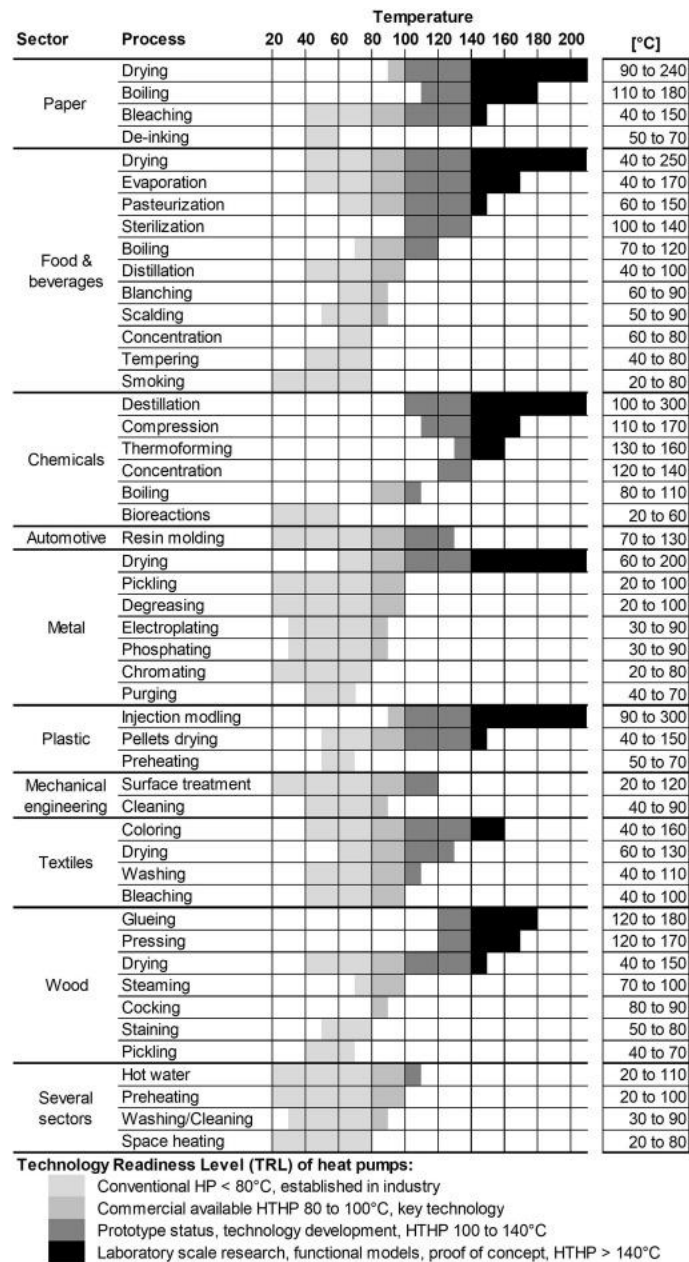 Temperature
Sector Process 20 40 60 80 100 120 140 160 180 200 [°C]
Paper
Drying 90 to 240
Boiling 110 to 180
Bleaching 40 to 150
De-inking 50 to 70
Food & beverages
Drying 40 to 250
Evaporation 40 to 170
Pasteurization 60 to 150
Sterilization 100 to 140
Boiling 70 to 120
Distillation 40 to 100
Blanching 60 to 90
Scalding 50 to 90
Concentration 60 to 80
Tempering 40 to 80
Smoking 20 to 80
Chemicals
Destillation 100 to 300
Compression 110 to 170
Thermoforming 130 to 160
Concentration 120 to 140
Boiling 80 to 110
Bioreactions 20 to 60
Automotive Resin molding 70 to 130
Metal
Drying 60 to 200
Pickling 20 to 100
Degreasing 20 to 100
Electroplating 30 to 90
Phosphating 30 to 90
Chromating 20 to 80
Purging 40 to 70
Plastic
Injection modling 90 to 300
Pellets drying 40 to 150
Preheating 50 to 70
Mechanical engineering
Surface treatment 20 to 120
Cleaning 40 to 90
Textiles
Coloring 40 to 160
Drying 60 to 130
Washing 40 to 110
Bleaching 40 to 100
Wood
Glueing 120 to 180
Pressing 120 to 170
Drying 40 to 150
Steaming 70 to 100
Cocking 80 to 90
Staining 50 to 80
Pickling 40 to 70
Several sectors
Hot water 20 to 110
Preheating 20 to 100
Washing/Cleaning 30 to 90
Space heating 20 to 80
Technology Readiness Level (TRL) of heat pumps:
Conventional HP < 80°C, established in industry
Commercial available HTHP 80 to 100°C, key technology
Prototype status, technology development, HTHP 100 to 140°C
Laboratory scale research, functional models, proof of concept, HTHP > 140°C